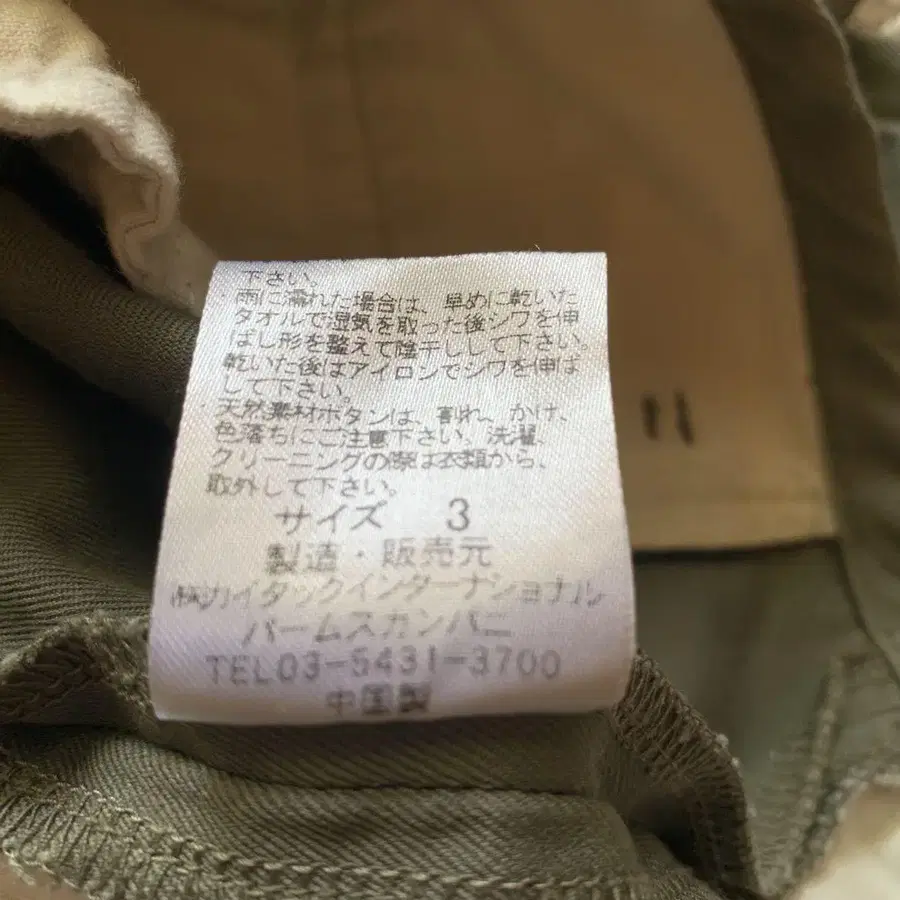 下さい。
雨に濡れた場合は、早めに乾いた
タオルで湿気を取った後シワを伸
ばし形を整えて陰干しして下さい。
乾いた後はアイロンでシワを伸ば
して下さい。
天然素材ボタンは、割れ、かけ、
色落ちにご注意下さい。洗濯、
クリーニングの際は衣類から、
取外して下さい。
サイズ 3
製造・販売元
㈱カイタックインターナショナル
バームスカンパニ
TEL03-5431-3700
中国製